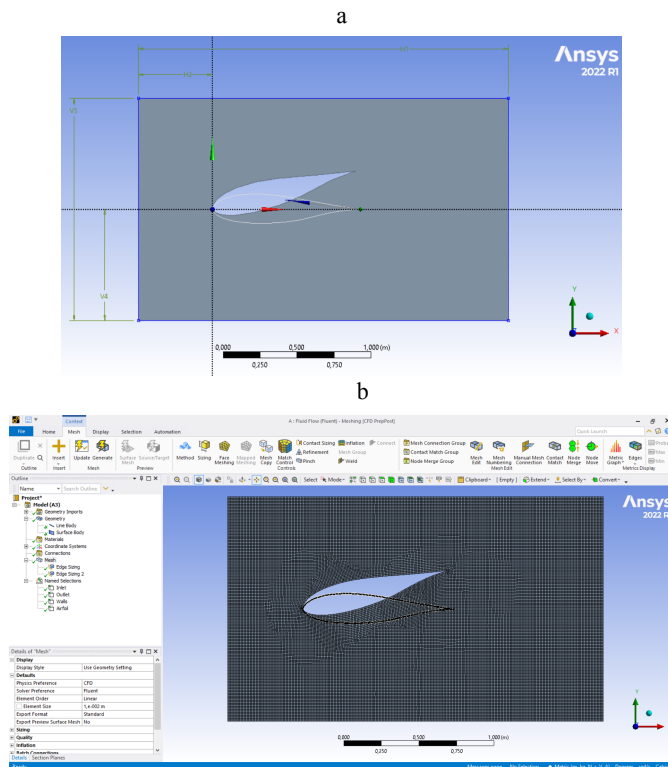 a
Ansys
2022 R1
H2
V3
V4
Y
X
0,000 0,500 1,000 (m)
0,250 0,750
b
Context
A : Fluid Flow (Fluent) - Meshing [CFD PrepPost]
File Home Mesh Display Selection Automation
Quick Launch
Duplicate Insert Update Generate Surface Mesh Source/Target Method Sizing Face Meshing Mapped Meshing Mesh Copy Match Control
Contact Sizing Inflation Connect
Refinement Mesh Group
Pinch Weld
Mesh Connection Group
Contact Match Group
Node Merge Group
Mesh Edit Mesh Numbering Manual Mesh Connection Contact Match Node Merge Node Move Mesh Metric Graph Edges
Outline Insert Mesh Preview Mesh Edit Metrics Display
Outline
Name Search Outline
Select Mode Clipboard [Empty] Extend Select By Convert
Project*
Model (A3)
Geometry Imports
Geometry
Line Body
Surface Body
Materials
Coordinate Systems
Connections
Mesh
Edge Sizing
Edge Sizing 2
Named Selections
Inlet
Outlet
Walls
Airfoil
Ansys
2022 R1
Details of "Mesh"
Display
Display Style Use Geometry Setting
Defaults
Physics Preference CFD
Solver Preference Fluent
Element Order Linear
Element Size 1,e-002 m
Export Format Standard
Export Preview Surface Mesh No
Sizing
Quality
Inflation
Batch Connections
Details Section Planes
Y
X
0,000 0,500 1,000 (m)
0,250 0,750